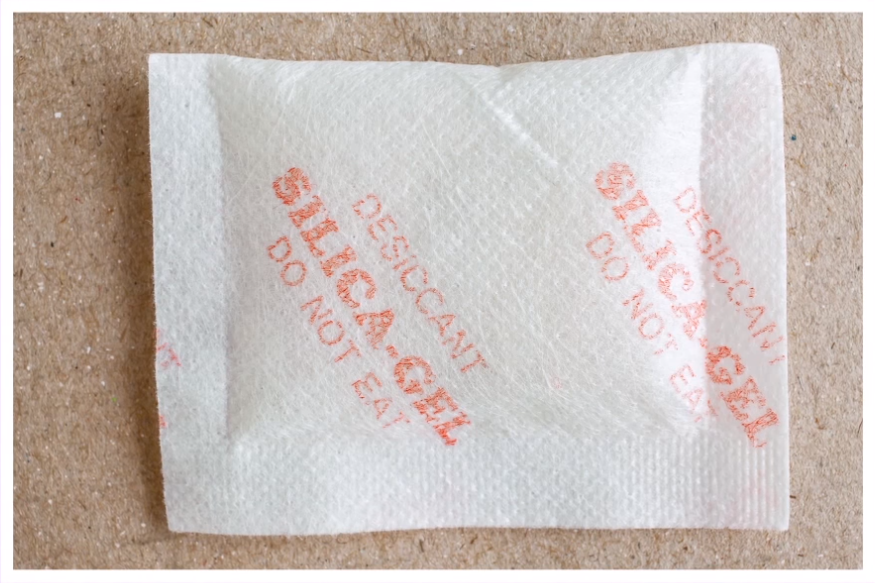 DESICCANT
SILICA-GEL
DO NOT EAT
DESICCANT
SILICA-GEL
DO NOT EAT